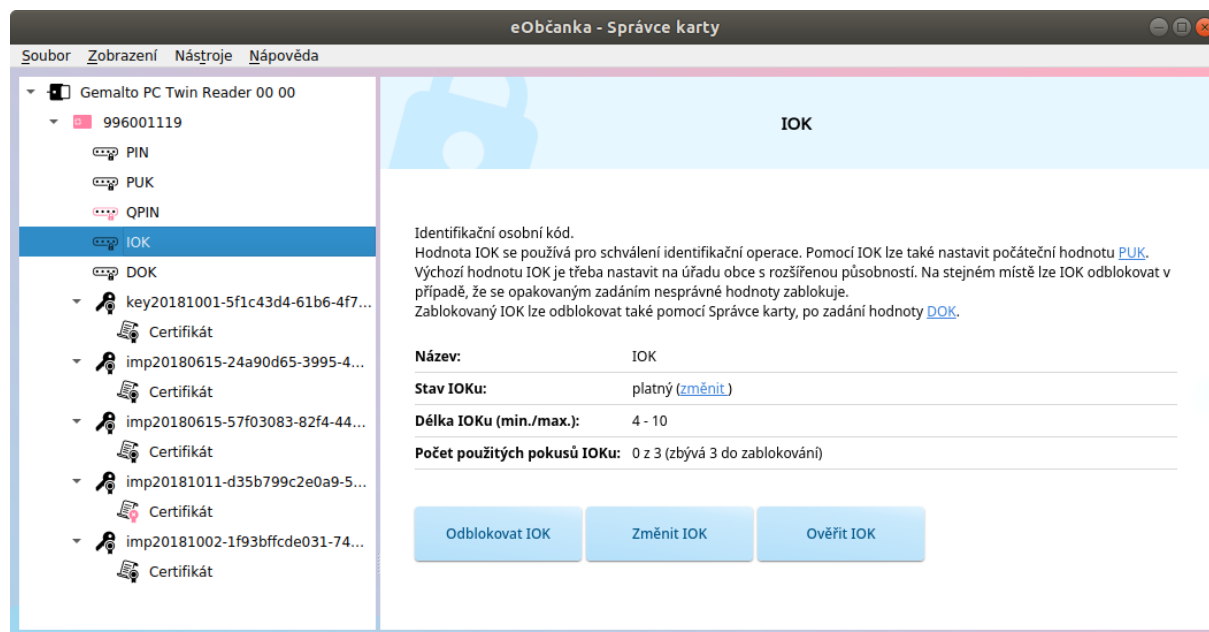 eObčanka - Správce karty
Soubor Zobrazení Nástroje Nápověda
Gemalto PC Twin Reader 00 00
996001119
PIN
PUK
QPIN
IOK
DOK
key20181001-5f1c43d4-61b6-4f7...
Certifikát
imp20180615-24a90d65-3995-4...
Certifikát
imp20180615-57f03083-82f4-44...
Certifikát
imp20181011-d35b799c2e0a9-5...
Certifikát
imp20181002-1f93bffcde031-74...
Certifikát
IOK
Identifikační osobní kód.
Hodnota IOK se používá pro schválení identifikační operace. Pomocí IOK lze také nastavit počáteční hodnotu PUK.
Výchozí hodnotu IOK je třeba nastavit na úřadu obce s rozšířenou působností. Na stejném místě lze IOK odblokovat v
případě, že se opakovaným zadáním nesprávné hodnoty zablokuje.
Zablokovaný IOK lze odblokovat také pomocí Správce karty, po zadání hodnoty DOK.
Název: IOK
Stav IOKu: platný (změnit )
Délka IOKu (min./max.): 4 - 10
Počet použitých pokusů IOKu: 0 z 3 (zbývá 3 do zablokování)
Odblokovat IOK Změnit IOK Ověřit IOK